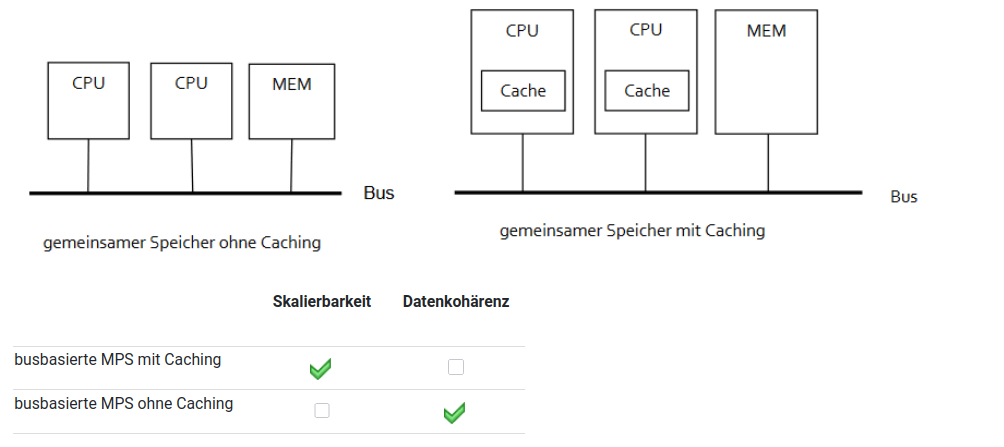 CPU CPU MEM
Bus
gemeinsamer Speicher ohne Caching
CPU CPU MEM
Cache Cache
Bus
gemeinsamer Speicher mit Caching
Skalierbarkeit Datenkohärenz
busbasierte MPS mit Caching
busbasierte MPS ohne Caching